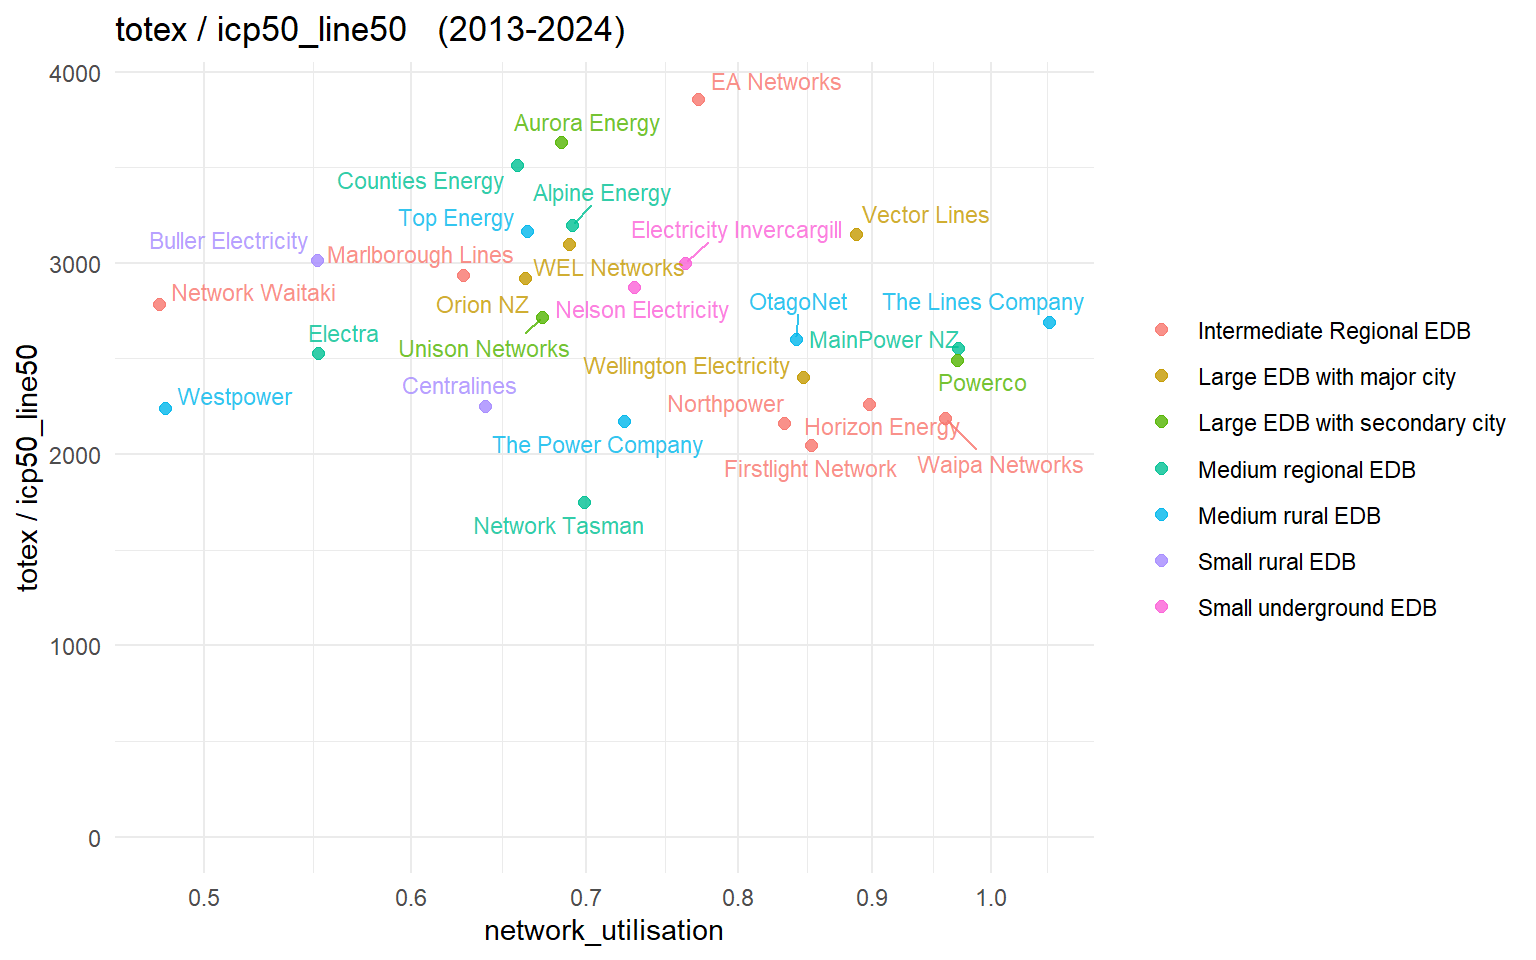 totex / icp50_line50   (2013-2024)
4000
3000
2000
1000
0
totex / icp50_line50
EA Networks
Aurora Energy
Counties Energy
Alpine Energy
Top Energy
Vector Lines
Electricity Invercargill
Buller Electricity
Marlborough Lines
WEL Networks
Network Waitaki
Orion NZ
Nelson Electricity
OtagoNet
The Lines Company
Electra
MainPower NZ
Unison Networks
Wellington Electricity
Powerco
Centralines
Westpower
Northpower
Horizon Energy
The Power Company
Firstlight Network
Waipa Networks
Network Tasman
0.5
0.6
0.7
0.8
0.9
1.0
network_utilisation
Intermediate Regional EDB
Large EDB with major city
Large EDB with secondary city
Medium regional EDB
Medium rural EDB
Small rural EDB
Small underground EDB